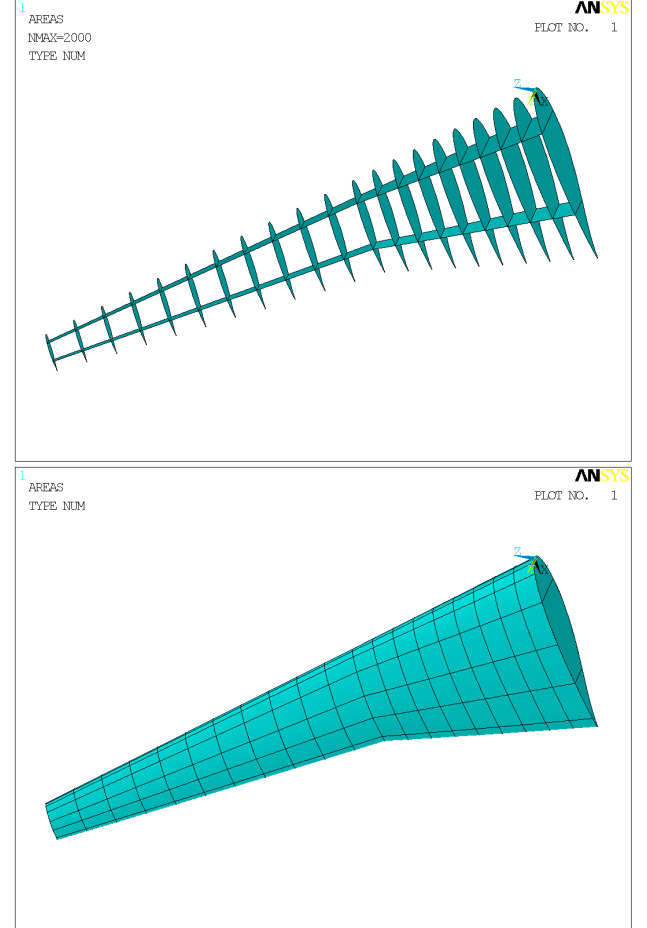 1
ANSYS
AREAS
NMAX=2000
TYPE NUM
PLOT NO. 1
Z
Y
X
1
ANSYS
AREAS
TYPE NUM
PLOT NO. 1
Z
X